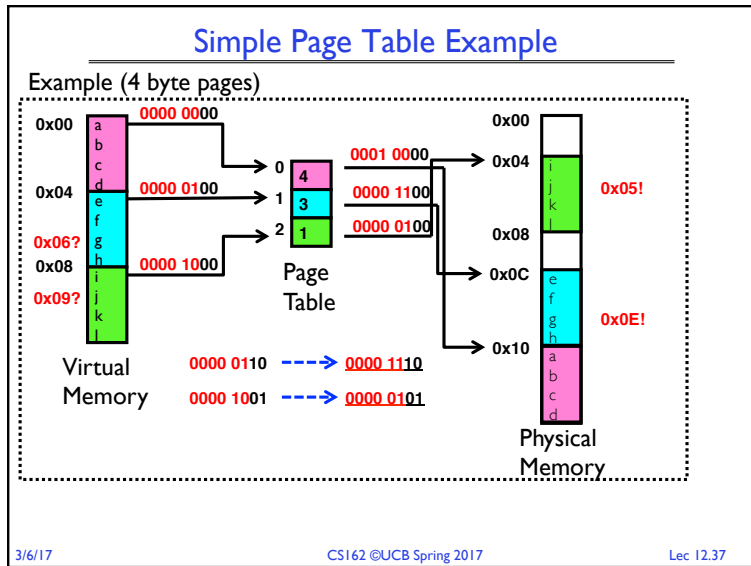 Simple Page Table Example
Example (4 byte pages)
0x00
a
b
c
d
0x04
e
f
g
h
0x06?
0x08
i
j
k
l
0x09?
Virtual
Memory
0000 0000
0000 0100
0000 1000
0 4
1 3
2 1
Page
Table
0001 0000
0000 1100
0000 0100
0000 0110 0000 1110
0000 1001 0000 0101
0x00
0x04
i
j
k
l
0x05!
0x08
0x0C
e
f
g
h
0x0E!
0x10
a
b
c
d
Physical
Memory
3/6/17 CS162 ©UCB Spring 2017 Lec 12.37